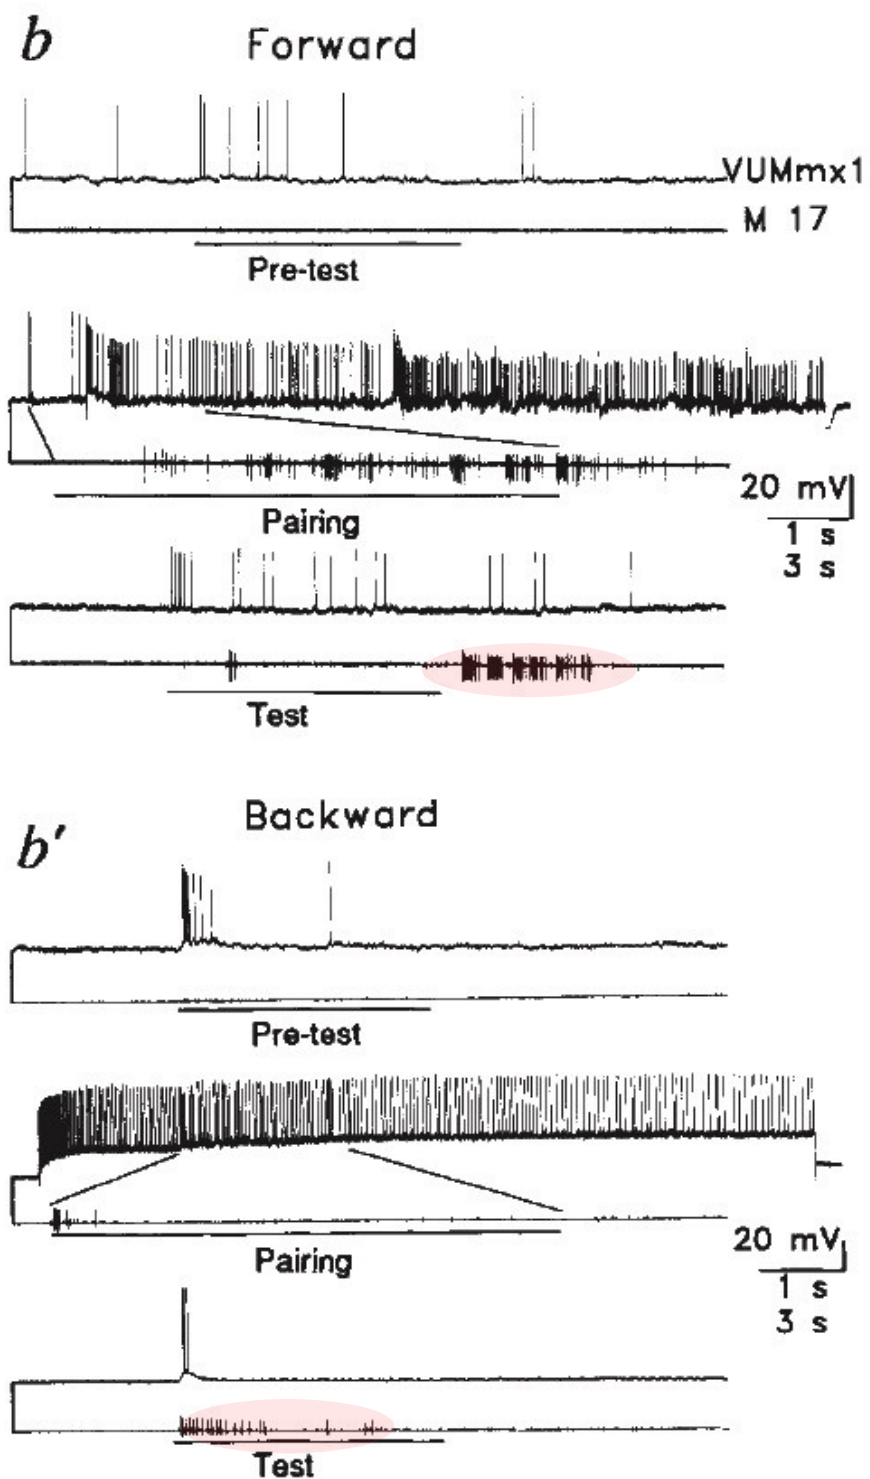 b Forward
VUMmx1
M 17
Pre-test
20 mV
Pairing
1 s
3 s
Test
b' Backward
Pre-test
20 mV
Pairing
1 s
3 s
Test